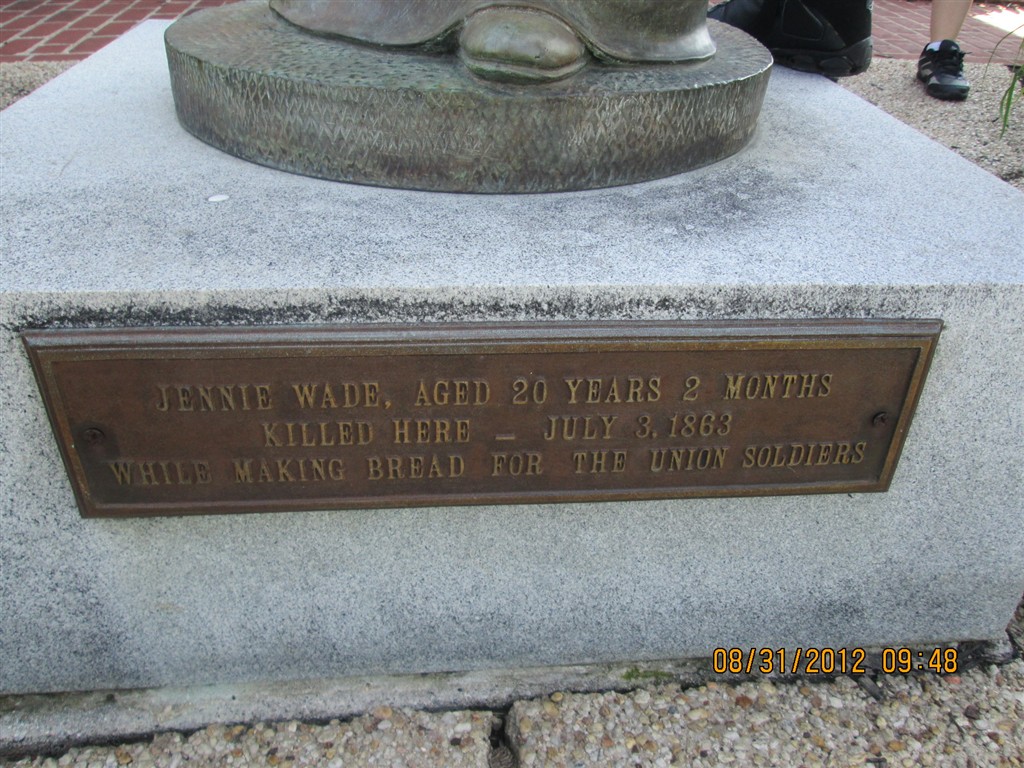 JENNIE WADE, AGED 20 YEARS 2 MONTHS
KILLED HERE – JULY 3, 1863
WHILE MAKING BREAD FOR THE UNION SOLDIERS
08/31/2012 09:48